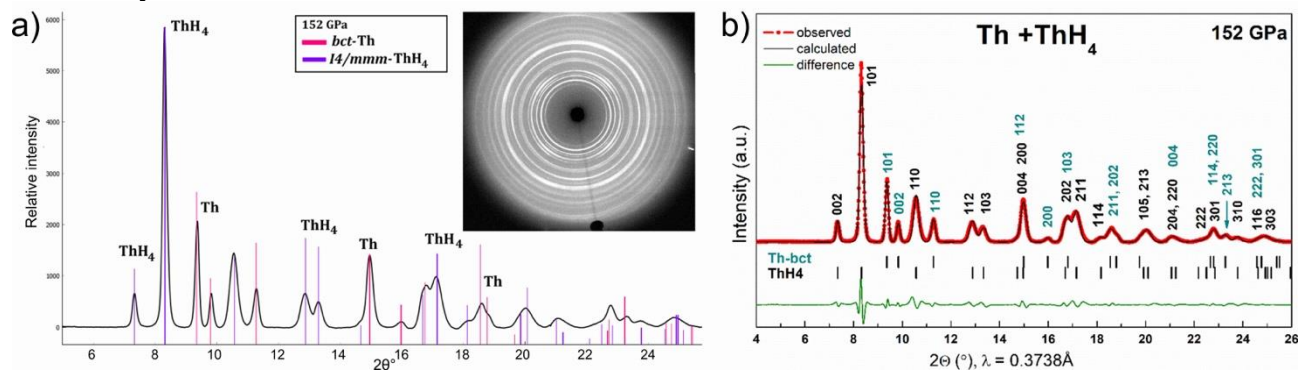 a)
152 GPa
bct-Th
I4/mmm-ThH4
ThH4
Th
ThH4
ThH4
Th
ThH4
Th
Relative intensity
6000
5000
4000
3000
2000
1000
0
6 8 10 12 14 16 18 20 22 24
2θ°
b)
observed
calculated
difference
Th +ThH4
152 GPa
Intensity (a.u.)
002
101
101
002
110
110
112
103
004 200 112
200
202 103
211
114
211, 202
105, 213
204, 220 004
222
301 114, 220
213
310
116 222, 301
303
Th-bct
ThH4
4 6 8 10 12 14 16 18 20 22 24 26
2Θ (°), λ = 0.3738Å